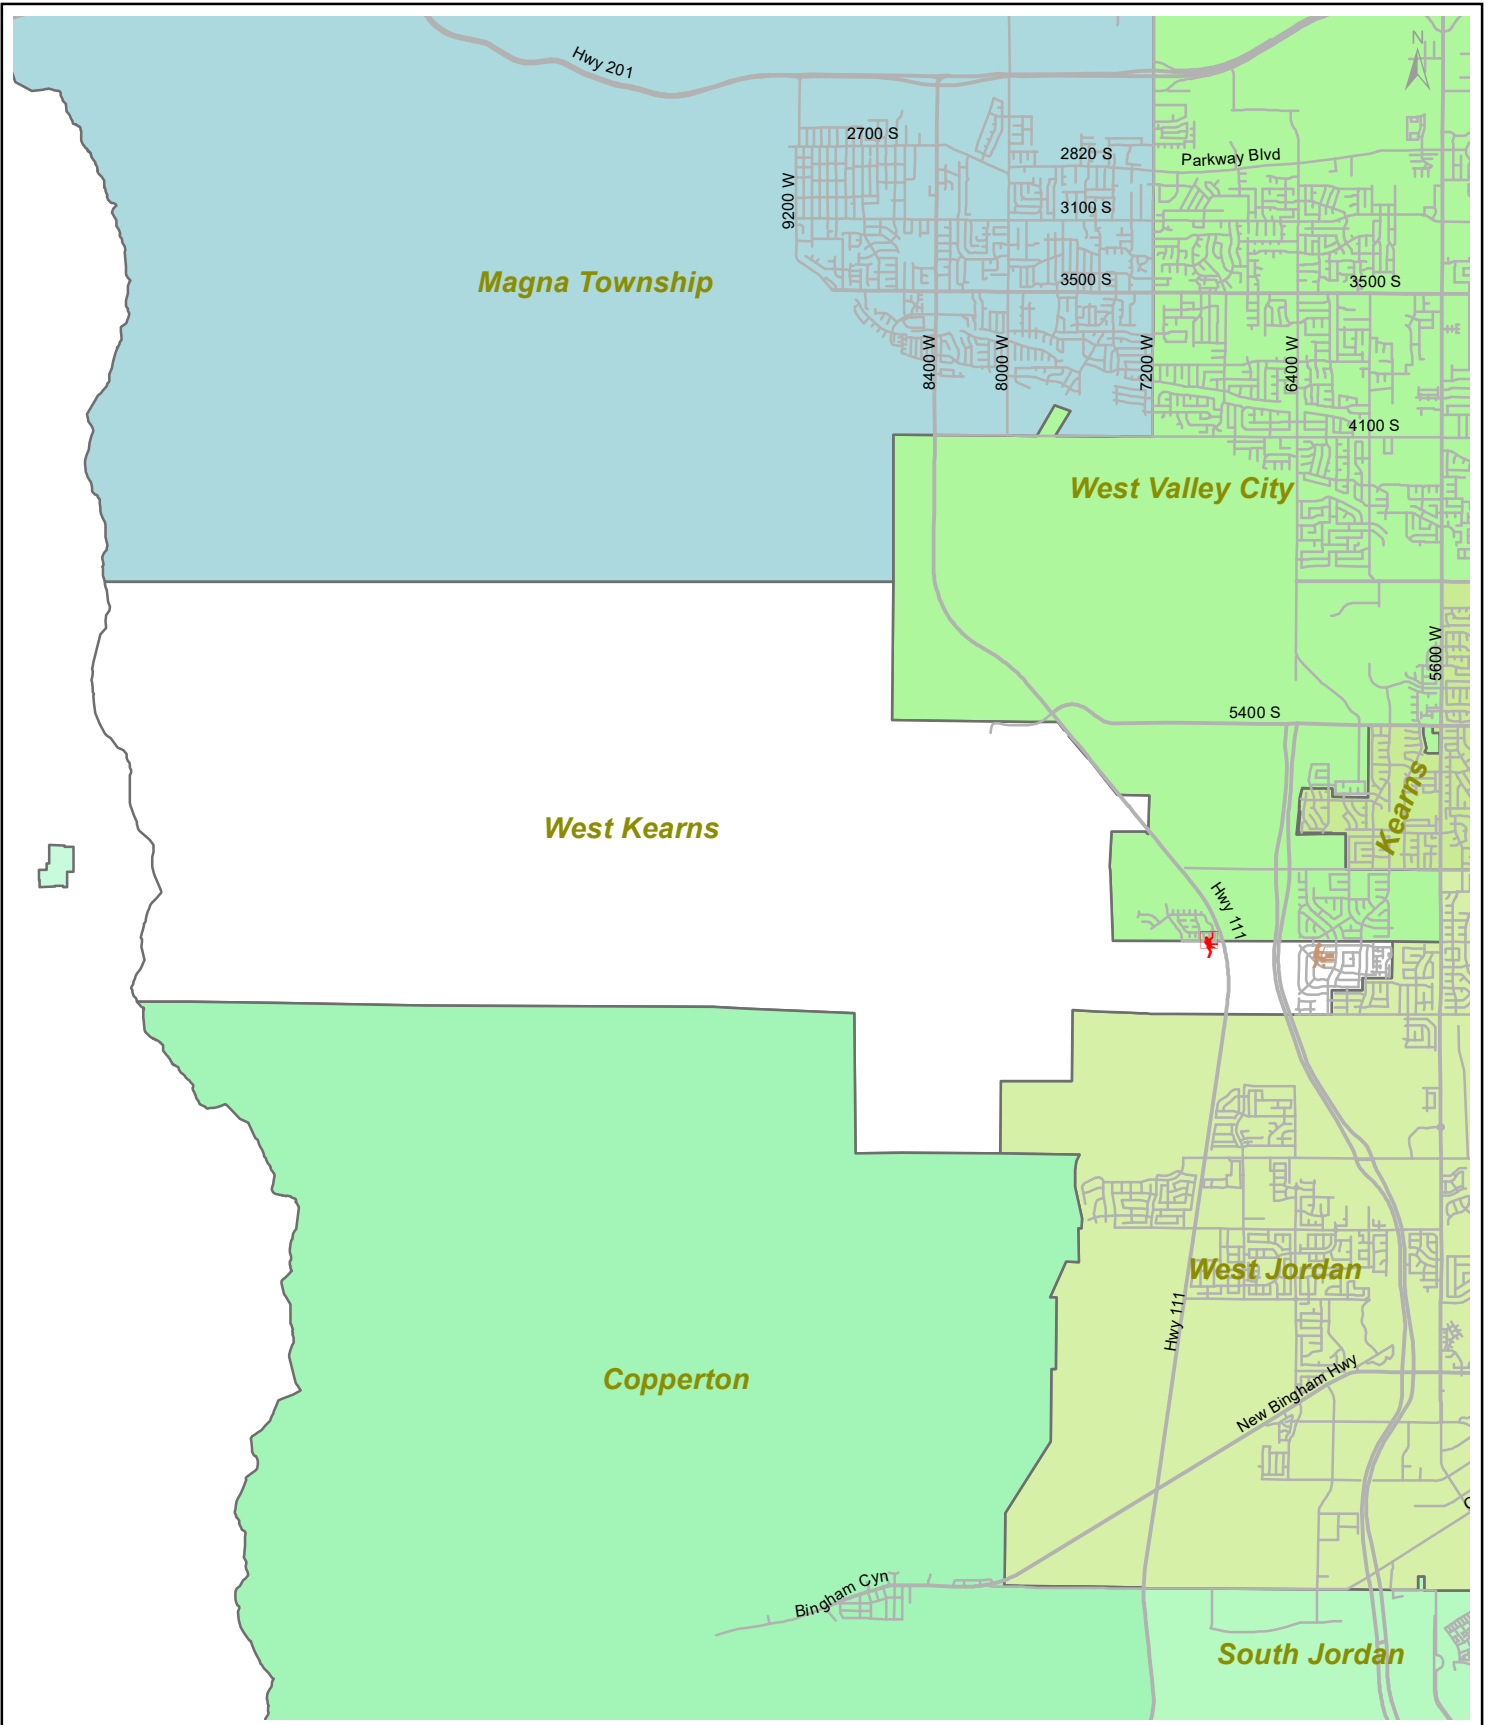 N
Hwy 201
2700 S
2820 S
Parkway Blvd
9200 W
3100 S
Magna Township
3500 S
3500 S
8400 W
8000 W
7200 W
6400 W
4100 S
West Valley City
5600 W
5400 S
Kearns
West Kearns
Hwy 111
West Jordan
Hwy 111
Copperton
New Bingham Hwy
Bingham Cyn
South Jordan